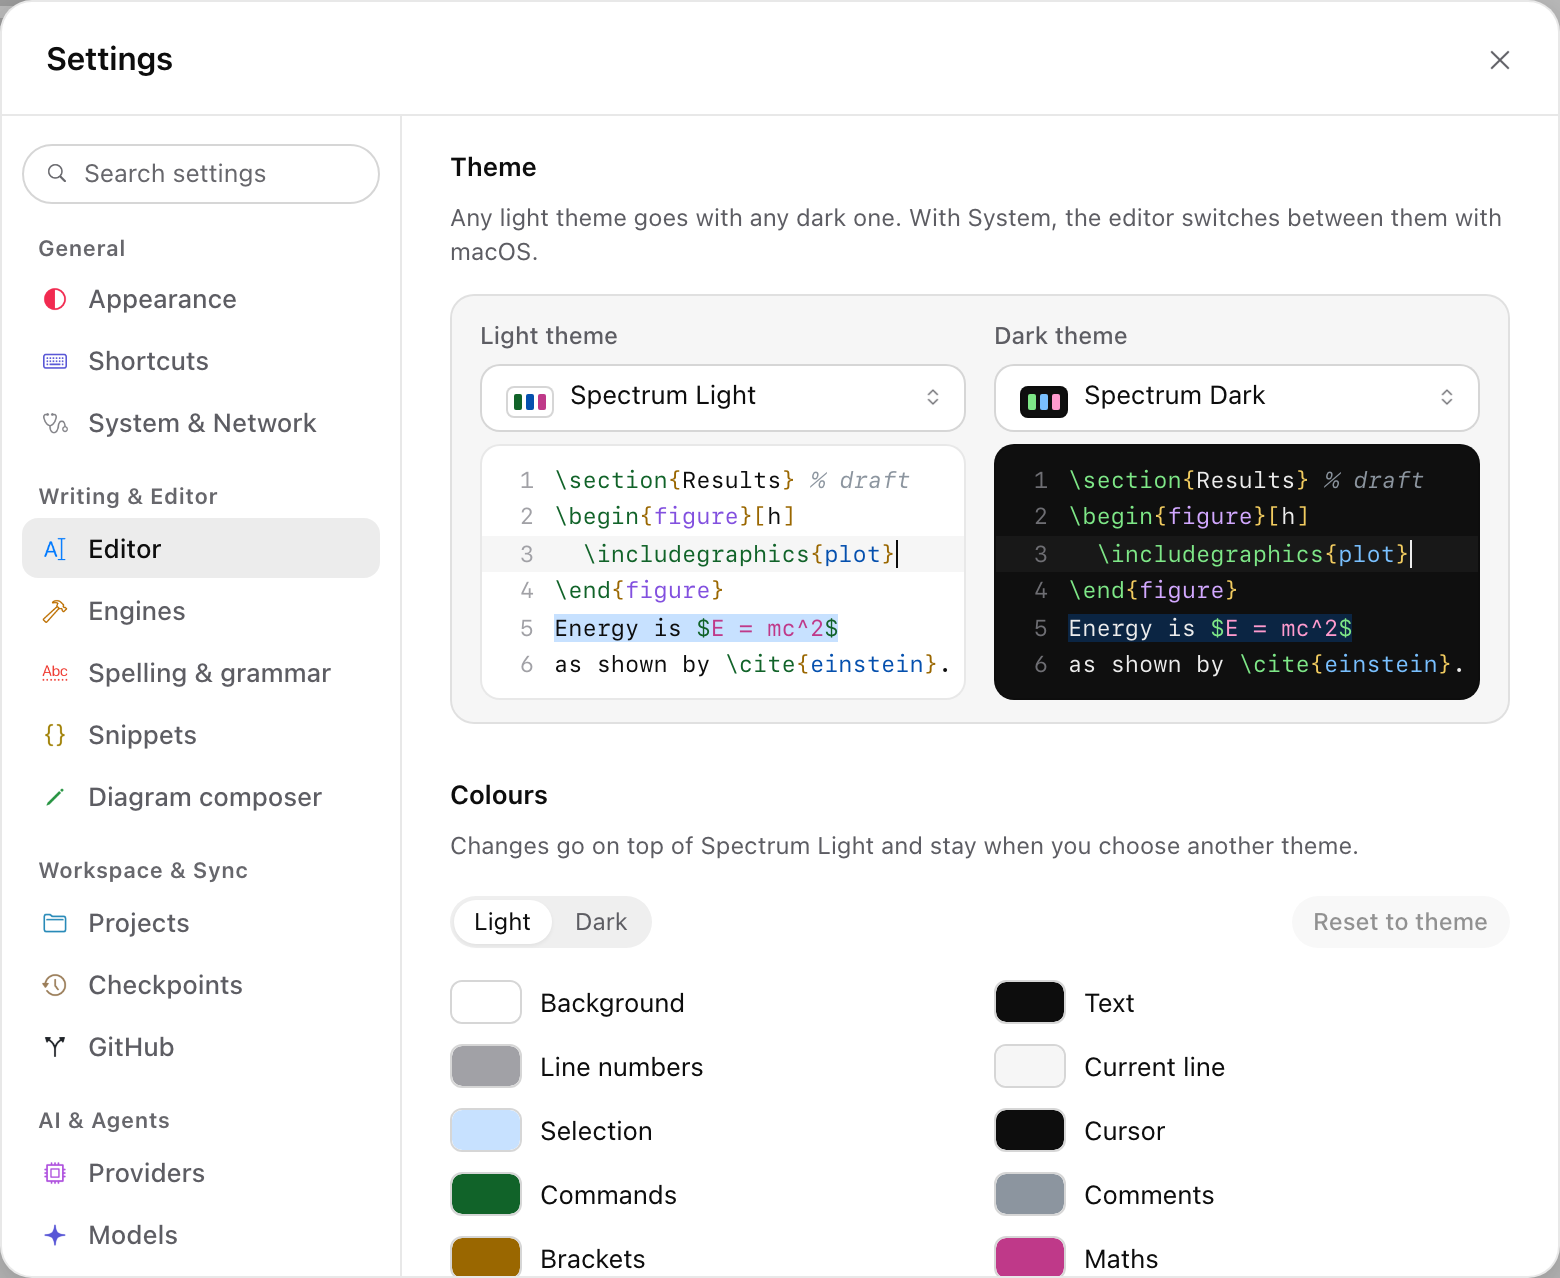 Settings
Search settings
General
Appearance
Shortcuts
System & Network
Writing & Editor
Editor
Engines
Abc
Spelling & grammar
Snippets
Diagram composer
Workspace & Sync
Projects
Checkpoints
GitHub
AI & Agents
Providers
Models
Theme
Any light theme goes with any dark one. With System, the editor switches between them with
macOS.
Light theme
Spectrum Light
1 \section{Results} % draft
2 \begin{figure}[h]
3   \includegraphics{plot}
4 \end{figure}
5 Energy is $E = mc^2$
6 as shown by \cite{einstein}.
Dark theme
Spectrum Dark
1 \section{Results} % draft
2 \begin{figure}[h]
3   \includegraphics{plot}
4 \end{figure}
5 Energy is $E = mc^2$
6 as shown by \cite{einstein}.
Colours
Changes go on top of Spectrum Light and stay when you choose another theme.
Light
Dark
Reset to theme
Background
Text
Line numbers
Current line
Selection
Cursor
Commands
Comments
Brackets
Maths